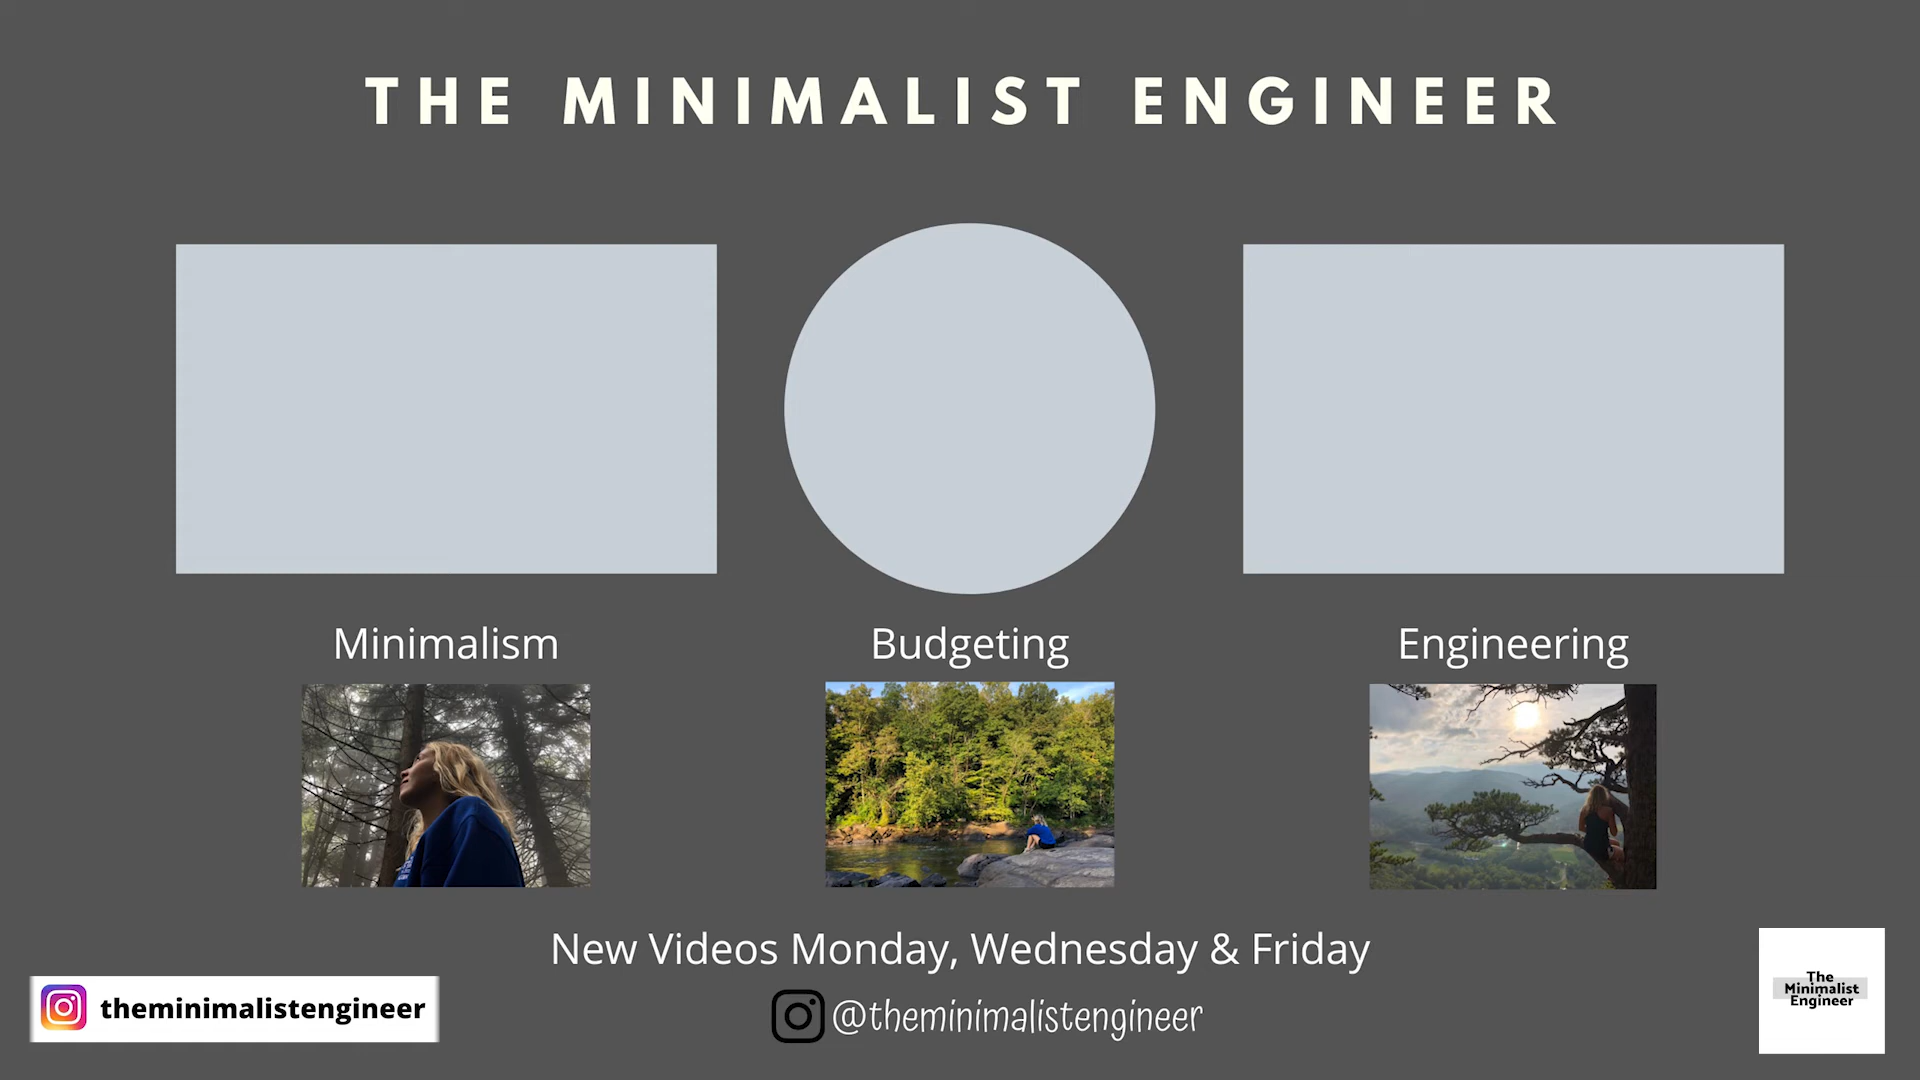 THE MINIMALIST ENGINEER
Minimalism
Budgeting
Engineering
New Videos Monday, Wednesday & Friday
theminimalistengineer
@theminimalistengineer
The
Minimalist
Engineer